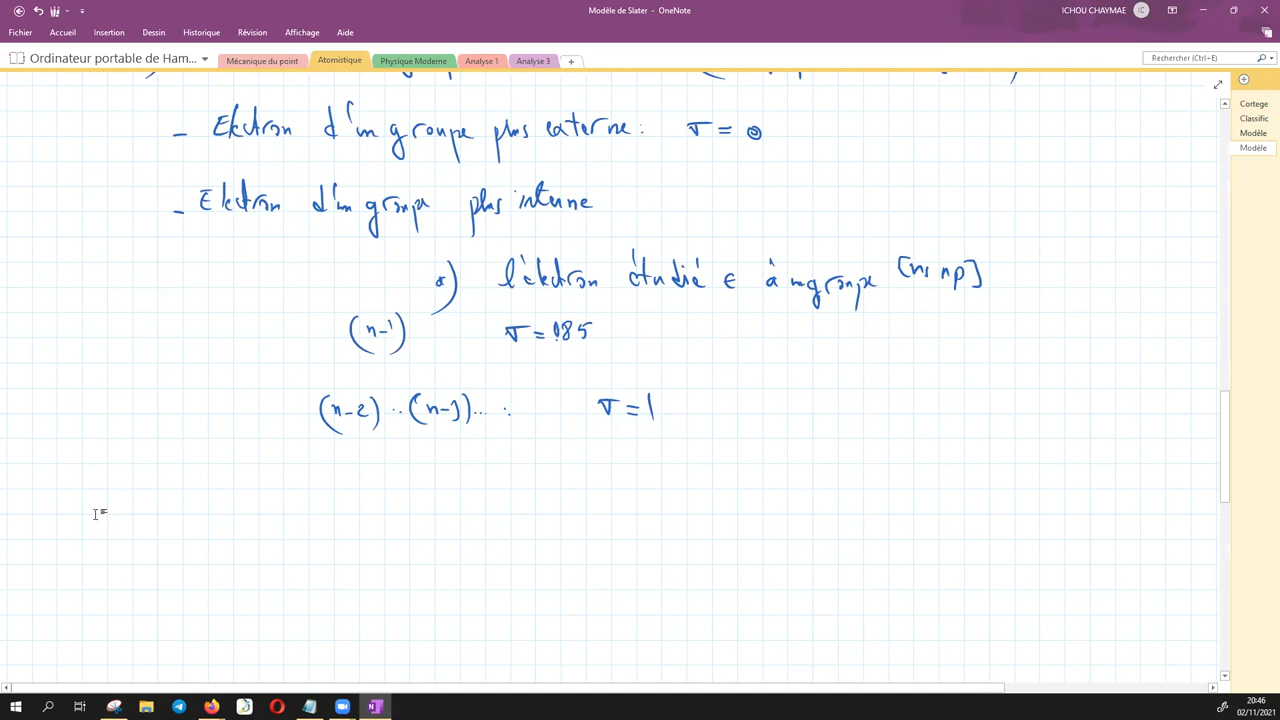 Modèle de Slater - OneNote
ICHOU CHAYMAE IC
Fichier Accueil Insertion Dessin Historique Révision Affichage Aide
Ordinateur portable de Ham... Mécanique du point Atomistique Physique Moderne Analyse 1 Analyse 3 Rechercher (Ctrl+E)
Cortege
Classific
Modèle
Modèle
- Electron d'un groupe plus externe : σ = 0
- Electron d'un groupe plus interne
*) l'électron étudié ∈ à un groupe [ns np]
(n-1) σ = 0.85
(n-2) .. (n-3) ... : σ = 1
20:46
02/11/2021